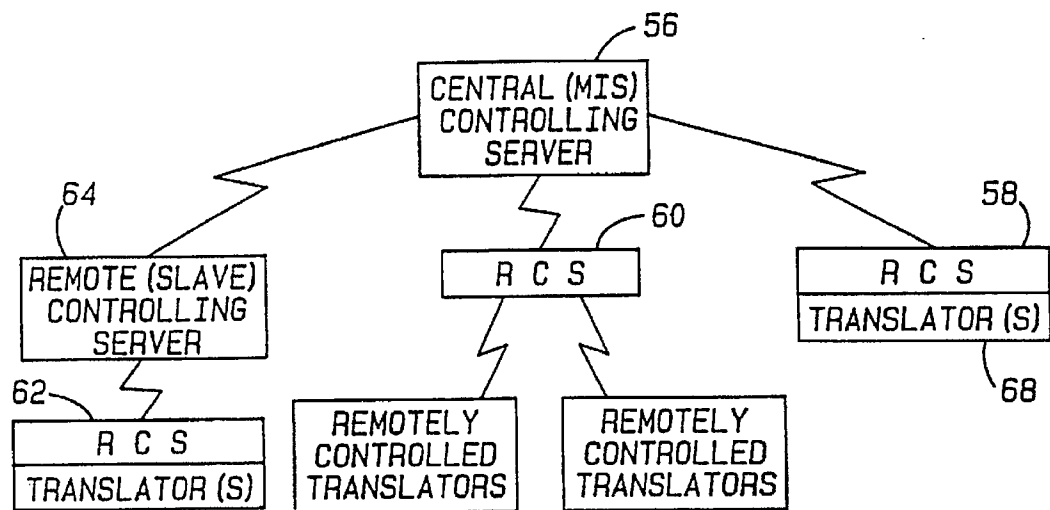 56
CENTRAL (MIS)
CONTROLLING
SERVER
64
REMOTE (SLAVE)
CONTROLLING
SERVER
60
R C S
58
R C S
TRANSLATOR (S)
68
62
R C S
TRANSLATOR (S)
REMOTELY
CONTROLLED
TRANSLATORS
REMOTELY
CONTROLLED
TRANSLATORS